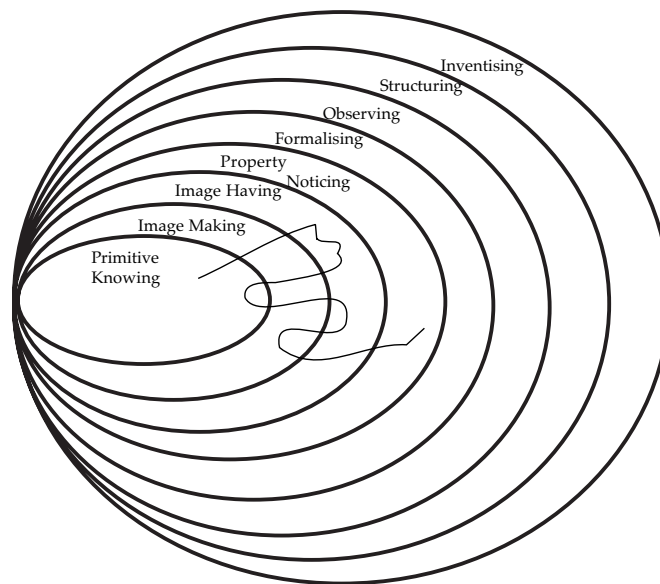 Inventising
Structuring
Observing
Formalising
Property
Noticing
Image Having
Image Making
Primitive
Knowing